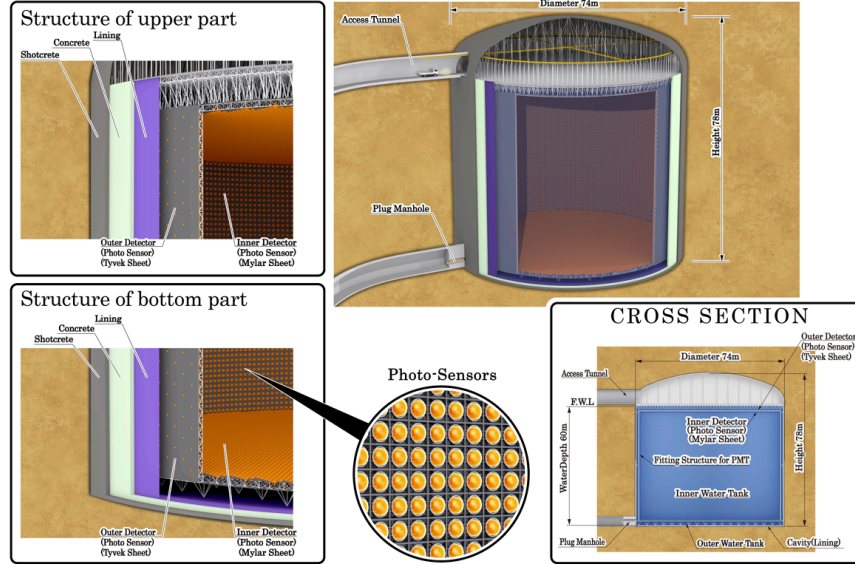 Structure of upper part
Lining
Concrete
Shotcrete
Outer Detector
(Photo Sensor)
(Tyvek Sheet)
Inner Detector
(Photo Sensor)
(Mylar Sheet)
Diameter 74m
Access Tunnel
Height 78m
Plug Manhole
Structure of bottom part
Lining
Concrete
Shotcrete
Outer Detector
(Photo Sensor)
(Tyvek Sheet)
Inner Detector
(Photo Sensor)
(Mylar Sheet)
Photo-Sensors
CROSS SECTION
Outer Detector
(Photo Sensor)
(Tyvek Sheet)
Diameter 74m
Access Tunnel
F.W.L
Inner Detector
(Photo Sensor)
(Mylar Sheet)
WaterDepth 60m
Height 78m
Fitting Structure for PMT
Inner Water Tank
Plug Manhole
Outer Water Tank
Cavity(Lining)